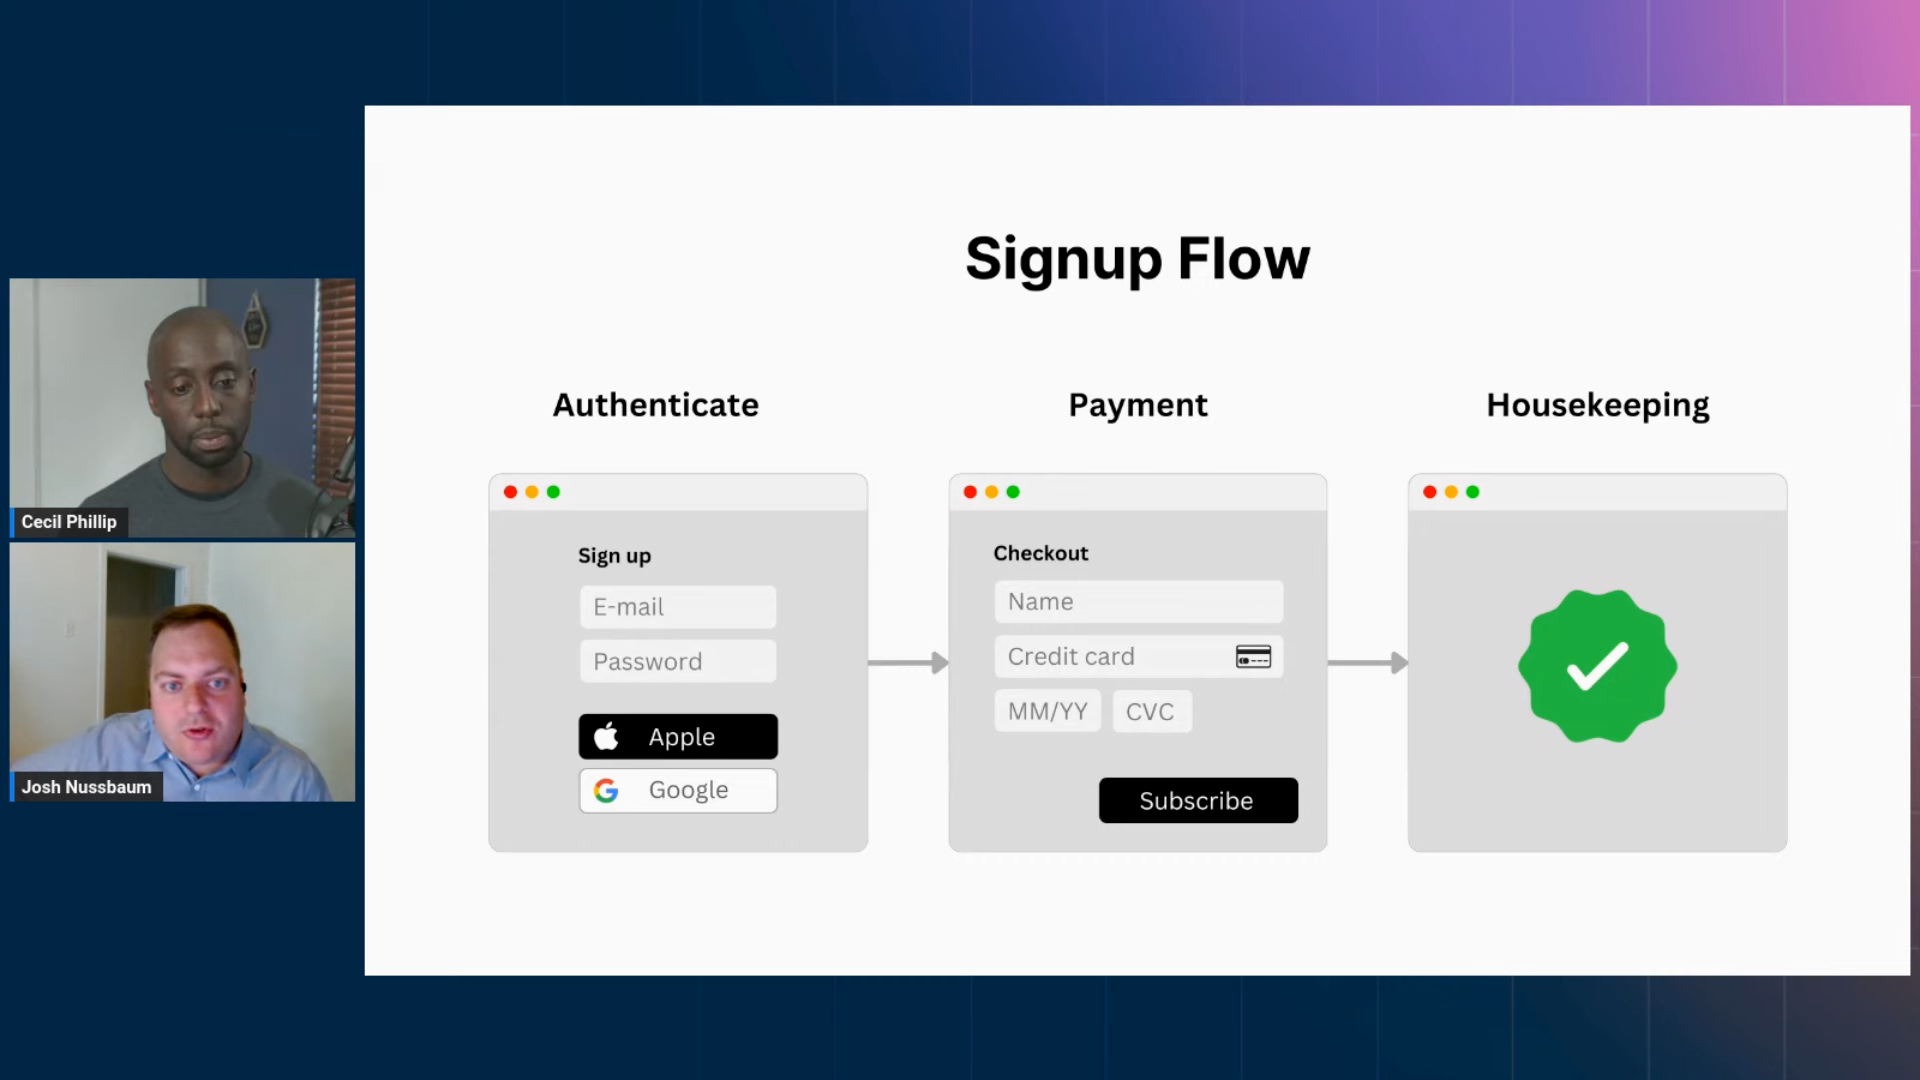 Signup Flow
Authenticate
Payment
Housekeeping
Sign up
E-mail
Password
Apple
Google
Checkout
Name
Credit card
MM/YY
CVC
Subscribe
Cecil Phillip
Josh Nussbaum